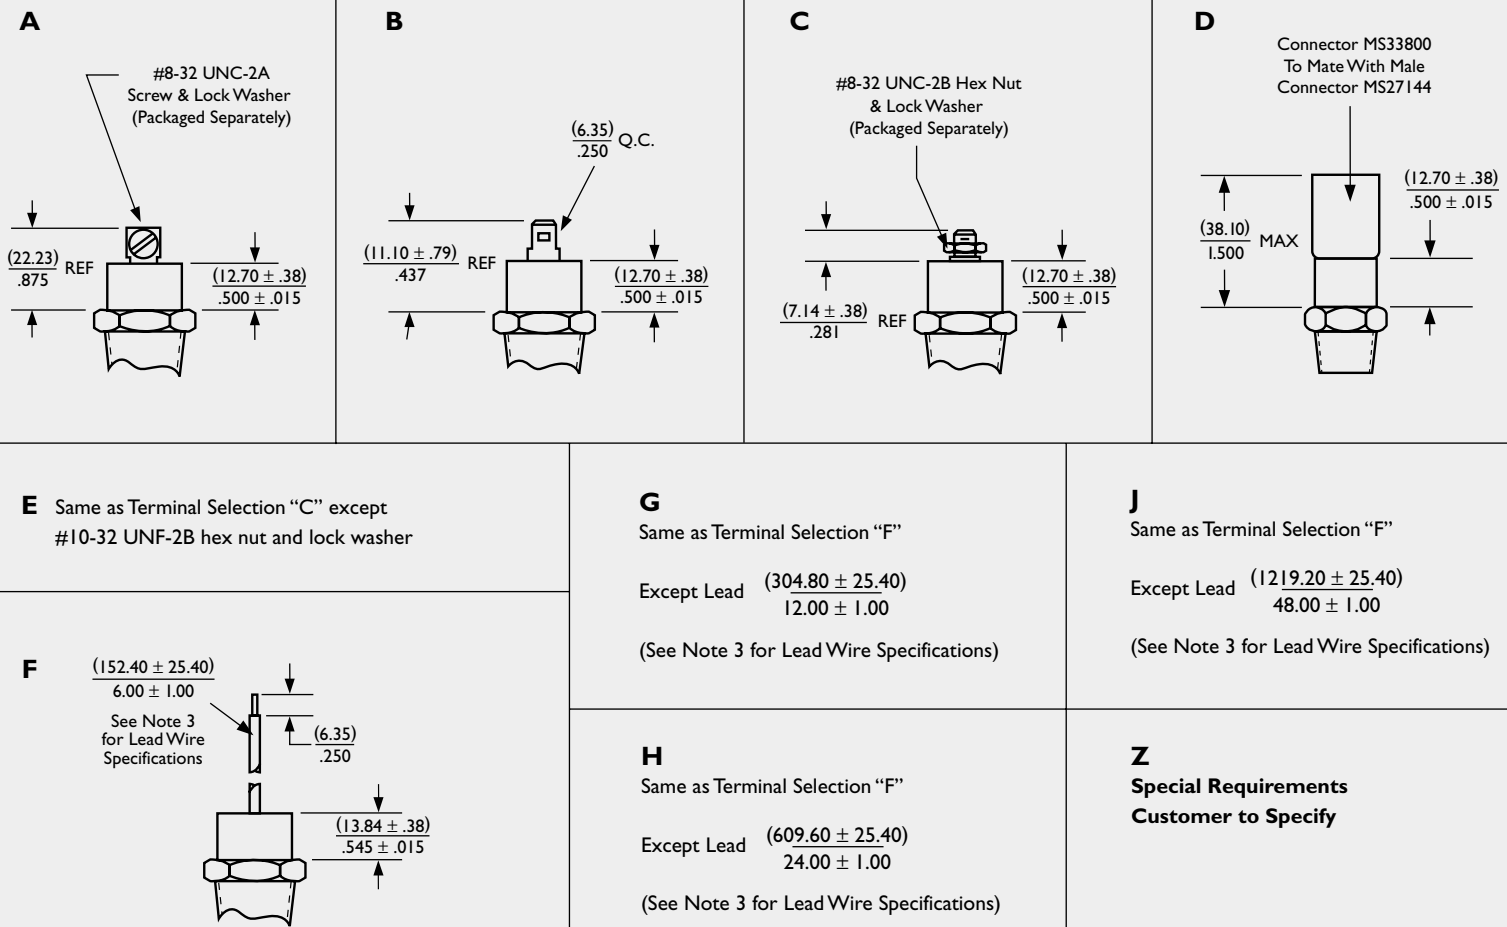 A
#8-32 UNC-2A
Screw & Lock Washer
(Packaged Separately)
(22.23)
.875
REF
(12.70 ± .38)
.500 ± .015
B
(6.35)
.250
Q.C.
(11.10 ± .79)
.437
REF
(12.70 ± .38)
.500 ± .015
C
#8-32 UNC-2B Hex Nut
& Lock Washer
(Packaged Separately)
(7.14 ± .38)
.281
REF
(12.70 ± .38)
.500 ± .015
D
Connector MS33800
To Mate With Male
Connector MS27144
(38.10)
1.500
MAX
(12.70 ± .38)
.500 ± .015
E Same as Terminal Selection “C” except
#10-32 UNF-2B hex nut and lock washer
F
(152.40 ± 25.40)
6.00 ± 1.00
See Note 3
for Lead Wire
Specifications
(6.35)
.250
(13.84 ± .38)
.545 ± .015
G
Same as Terminal Selection “F”
Except Lead
(304.80 ± 25.40)
12.00 ± 1.00
(See Note 3 for Lead Wire Specifications)
H
Same as Terminal Selection “F”
Except Lead
(609.60 ± 25.40)
24.00 ± 1.00
(See Note 3 for Lead Wire Specifications)
J
Same as Terminal Selection “F”
Except Lead
(1219.20 ± 25.40)
48.00 ± 1.00
(See Note 3 for Lead Wire Specifications)
Z
Special Requirements
Customer to Specify